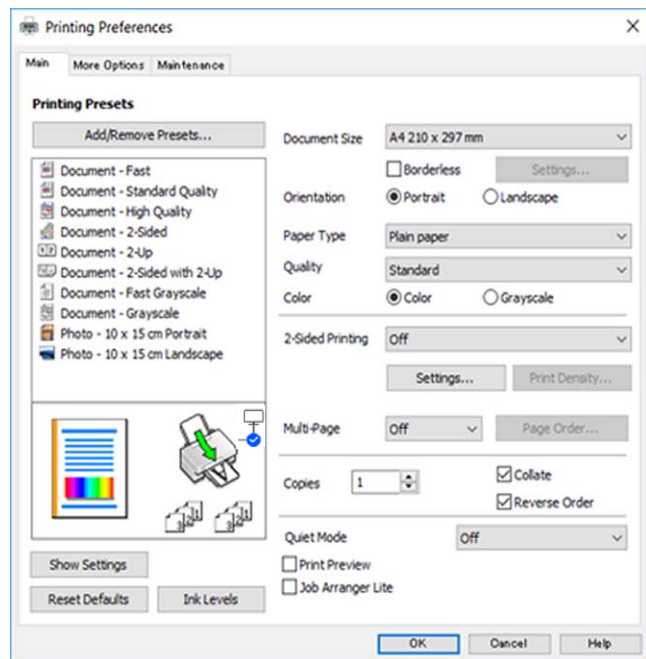 Printing Preferences
Main
More Options
Maintenance
Printing Presets
Add/Remove Presets...
Document - Fast
Document - Standard Quality
Document - High Quality
Document - 2-Sided
Document - 2-Up
Document - 2-Sided with 2-Up
Document - Fast Grayscale
Document - Grayscale
Photo - 10 x 15 cm Portrait
Photo - 10 x 15 cm Landscape
Show Settings
Reset Defaults
Ink Levels
Document Size
A4 210 x 297 mm
Borderless
Settings...
Orientation
Portrait
Landscape
Paper Type
Plain paper
Quality
Standard
Color
Color
Grayscale
2-Sided Printing
Off
Settings...
Print Density...
Multi-Page
Off
Page Order...
Copies
1
Collate
Reverse Order
Quiet Mode
Off
Print Preview
Job Arranger Lite
OK
Cancel
Help